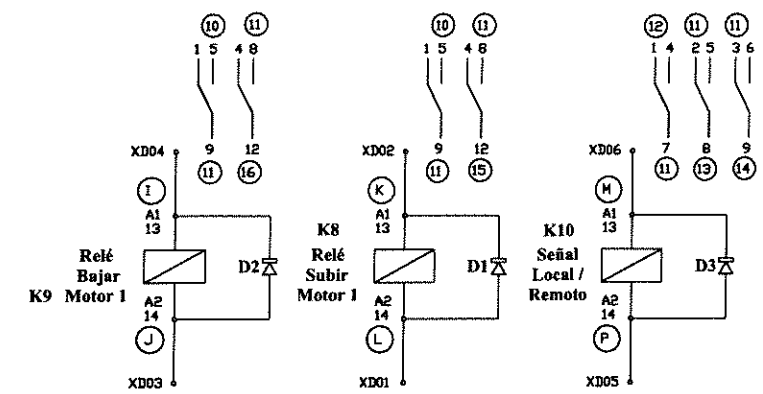 10 11
1 5 4 8
9 12
11 16
XD04
I
A1
13
Relé
Bajar
K9 Motor 1
D2
A2
14
J
XD03
10 11
1 5 4 8
9 12
11 15
XD02
K
A1
13
K8
Relé
Subir
Motor 1
D1
A2
14
L
XD01
12 11 11
1 4 2 5 3 6
7 8 9
11 13 14
XD06
M
A1
13
K10
Señal
Local /
Remoto
D3
A2
14
P
XD05